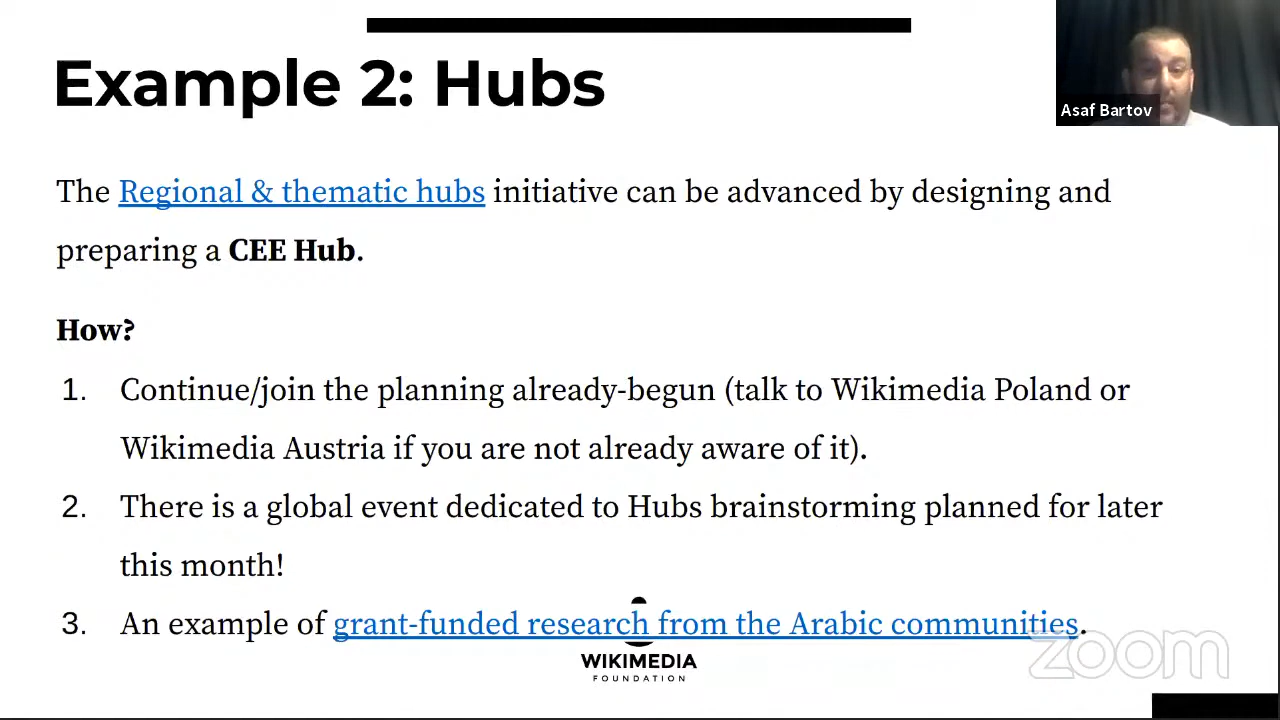 Example 2: Hubs
Asaf Bartov
The Regional & thematic hubs initiative can be advanced by designing and
preparing a CEE Hub.
How?
1. Continue/join the planning already-begun (talk to Wikimedia Poland or
Wikimedia Austria if you are not already aware of it).
2. There is a global event dedicated to Hubs brainstorming planned for later
this month!
3. An example of grant-funded research from the Arabic communities.
zoom
WIKIMEDIA
FOUNDATION